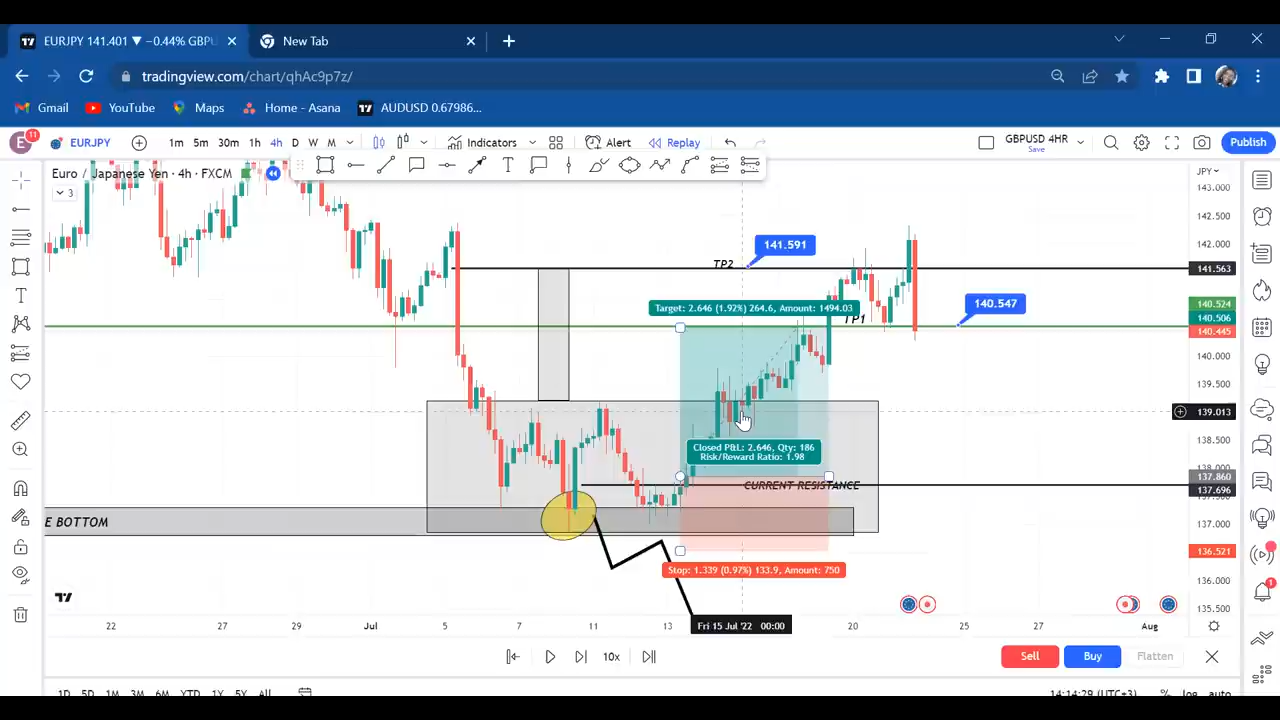 EURJPY 141.401 ▼ −0.44% GBPU
New Tab
tradingview.com/chart/qhAc9p7z/
Gmail
YouTube
Maps
Home - Asana
AUDUSD 0.67986...
E 11
EURJPY
1m 5m 30m 1h 4h D W M
Indicators
Alert
Replay
GBPUSD 4HR
Save
Publish
Euro / Japanese Yen · 4h · FXCM
3
JPY
143.000
142.500
142.000
141.563
140.524
140.506
140.445
140.000
139.500
139.013
138.500
138.000
137.860
137.696
137.000
136.521
136.000
135.500
TP2
141.591
140.547
Target: 2.646 (1.92%) 264.6, Amount: 1494.03
TP1
Closed P&L: 2.646, Qty: 186
Risk/Reward Ratio: 1.98
CURRENT RESISTANCE
E BOTTOM
Stop: 1.339 (0.97%) 133.9, Amount: 750
22 27 29 Jul 5 7 11 13 Fri 15 Jul '22 00:00 20 25 27 Aug
10x
Sell
Buy
Flatten
1D 5D 1M 3M 6M YTD 1Y 5Y All
14:14:29 (UTC+3)
% log auto
1